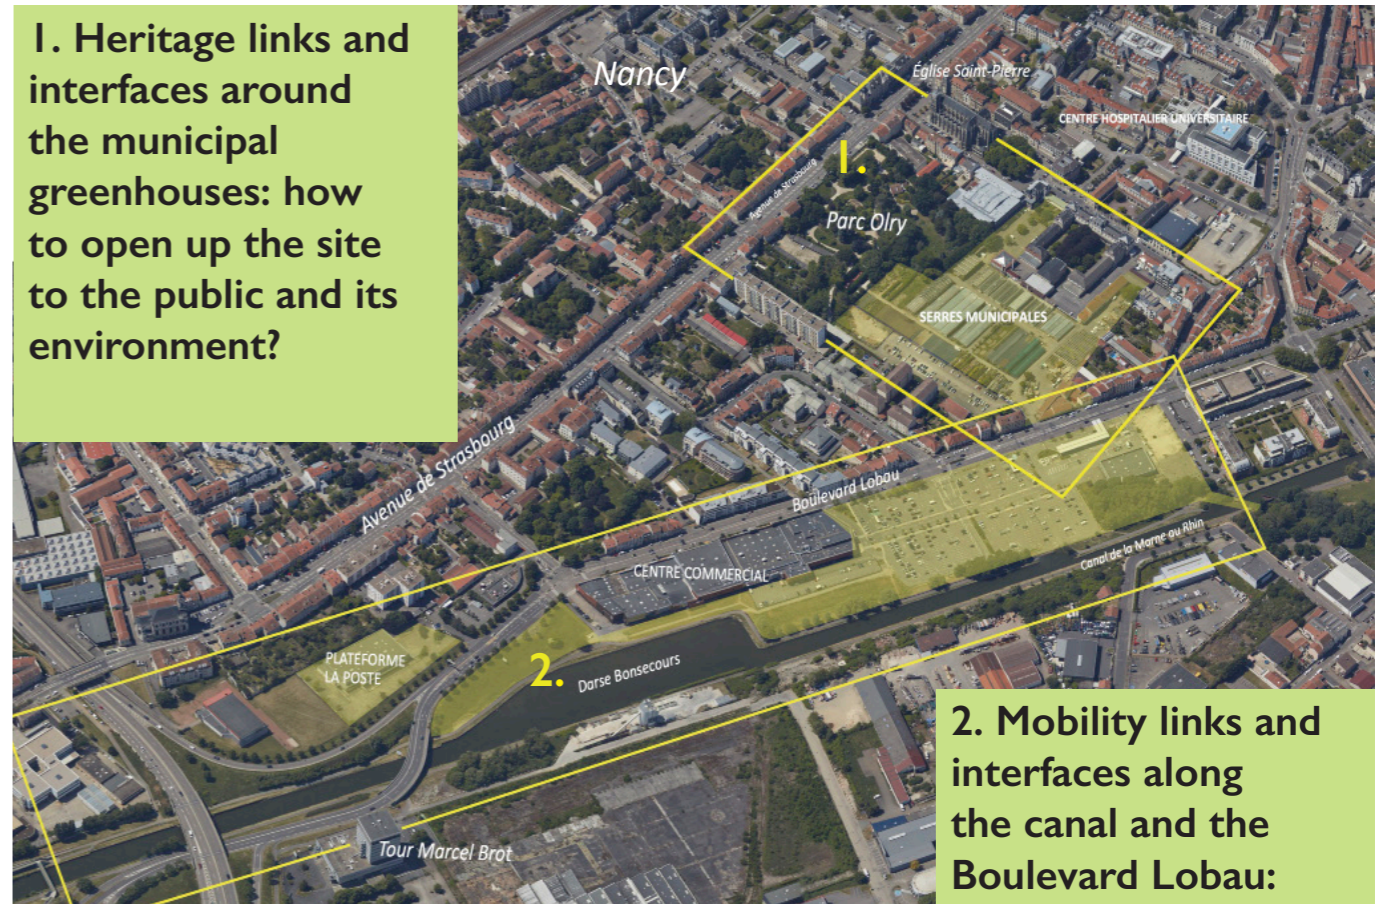 1. Heritage links and
interfaces around
the municipal
greenhouses: how
to open up the site
to the public and its
environment?
Nancy
Église Saint-Pierre
CENTRE HOSPITALIER UNIVERSITAIRE
1.
Avenue de Strasbourg
Parc Olry
SERRES MUNICIPALES
Avenue de Strasbourg
Boulevard Lobau
Canal de la Marne au Rhin
CENTRE COMMERCIAL
PLATEFORME
LA POSTE
2.
Darse Bonsecours
Tour Marcel Brot
2. Mobility links and
interfaces along
the canal and the
Boulevard Lobau: